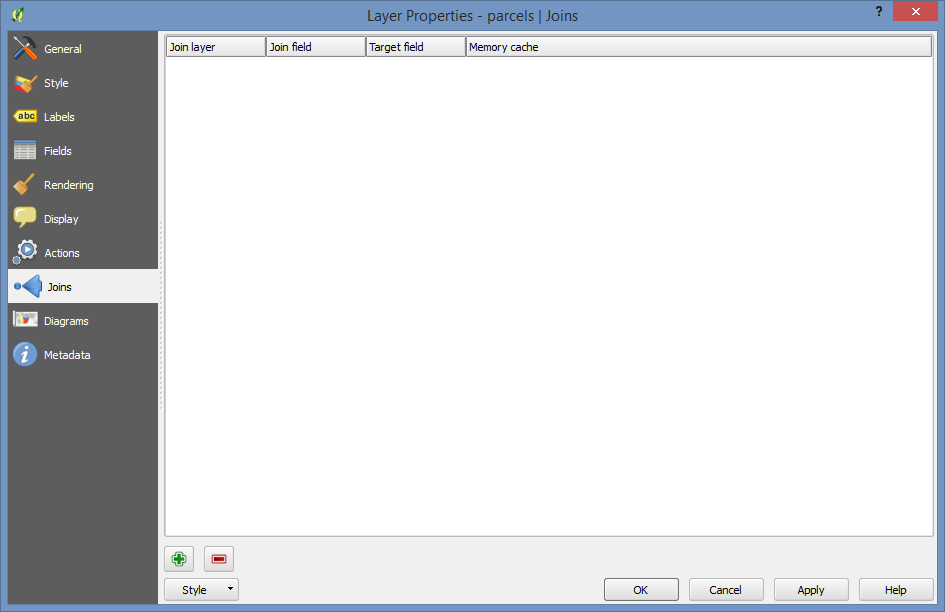 Layer Properties - parcels | Joins
?
General
Style
Labels
abc
Fields
Rendering
Display
Actions
Joins
Diagrams
Metadata
Join layer Join field Target field Memory cache
Style OK Cancel Apply Help